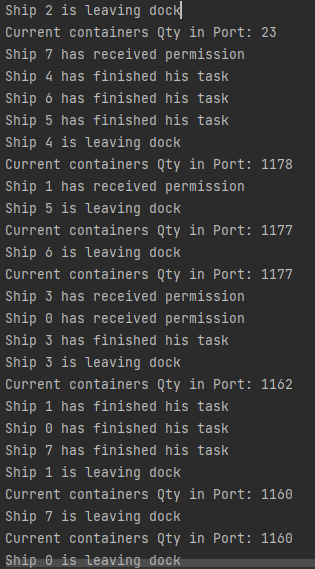 Ship 2 is leaving dock
Current containers Qty in Port: 23
Ship 7 has received permission
Ship 4 has finished his task
Ship 6 has finished his task
Ship 5 has finished his task
Ship 4 is leaving dock
Current containers Qty in Port: 1178
Ship 1 has received permission
Ship 5 is leaving dock
Current containers Qty in Port: 1177
Ship 6 is leaving dock
Current containers Qty in Port: 1177
Ship 3 has received permission
Ship 0 has received permission
Ship 3 has finished his task
Ship 3 is leaving dock
Current containers Qty in Port: 1162
Ship 1 has finished his task
Ship 0 has finished his task
Ship 7 has finished his task
Ship 1 is leaving dock
Current containers Qty in Port: 1160
Ship 7 is leaving dock
Current containers Qty in Port: 1160
Ship 0 is leaving dock